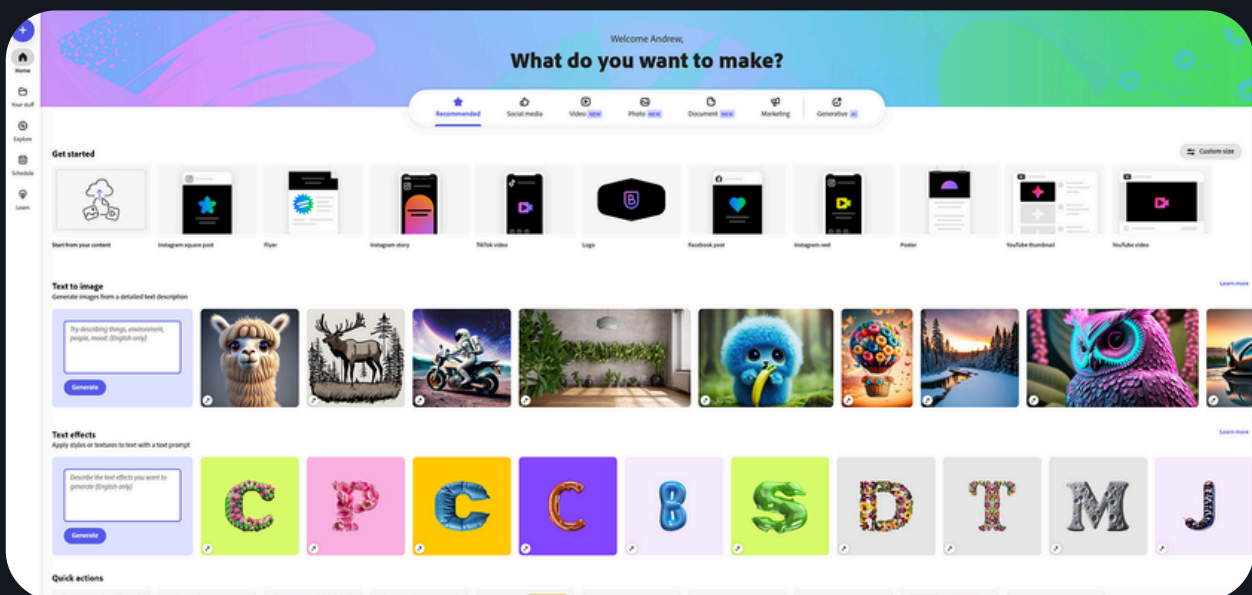 Welcome Andrew,
What do you want to make?
Recommended
Social media
Video NEW
Photo NEW
Document NEW
Marketing
Generative AI
Home
Your stuff
Explore
Schedule
Learn
Get started
Custom size
Start from your content
Instagram square post
Flyer
Instagram story
TikTok video
Logo
Facebook post
Instagram reel
Poster
YouTube thumbnail
YouTube video
Text to image
Learn more
Generate images from a detailed text description
Try describing things, environment,
people, mood. (English only)
Generate
Text effects
Learn more
Apply styles or textures to text with a text prompt
Describe the text effects you want to
generate (English only)
Generate
C P C C B S D T M J
Quick actions